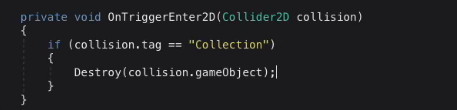 private void OnTriggerEnter2D(Collider2D collision)
{
    if (collision.tag == "Collection")
    {
        Destroy(collision.gameObject);
    }
}